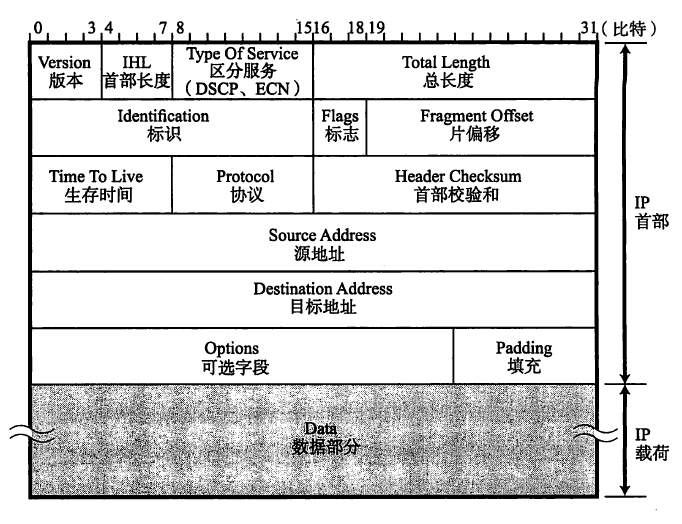 0 3 4 7 8 15 16 18 19 31 (比特)
Version IHL Type Of Service Total Length
版本 首部长度 区分服务 总长度
(DSCP、ECN)
Identification Flags Fragment Offset
标识 标志 片偏移
Time To Live Protocol Header Checksum
生存时间 协议 首部校验和
IP
首部
Source Address
源地址
Destination Address
目标地址
Options Padding
可选字段 填充
Data
数据部分
IP
载荷